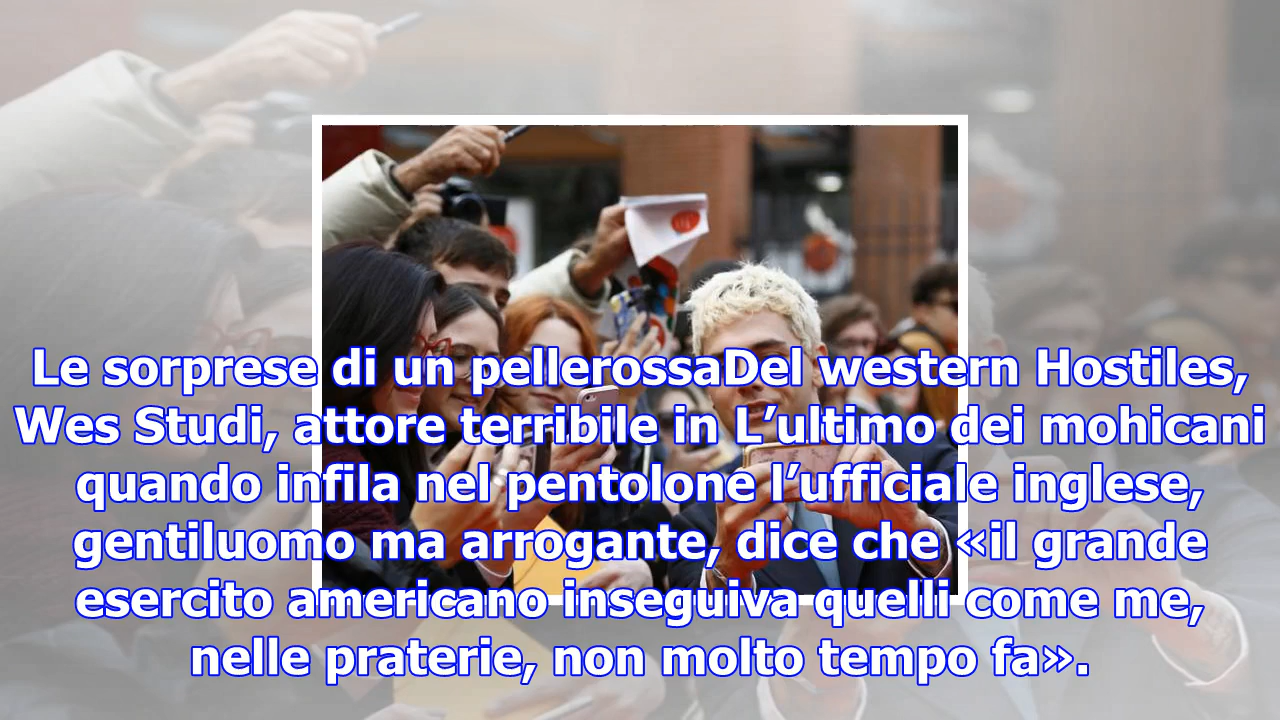 Le sorprese di un pellerossaDel western Hostiles,
Wes Studi, attore terribile in L’ultimo dei mohicani
quando infila nel pentolone l’ufficiale inglese,
gentiluomo ma arrogante, dice che «il grande
esercito americano inseguiva quelli come me,
nelle praterie, non molto tempo fa».